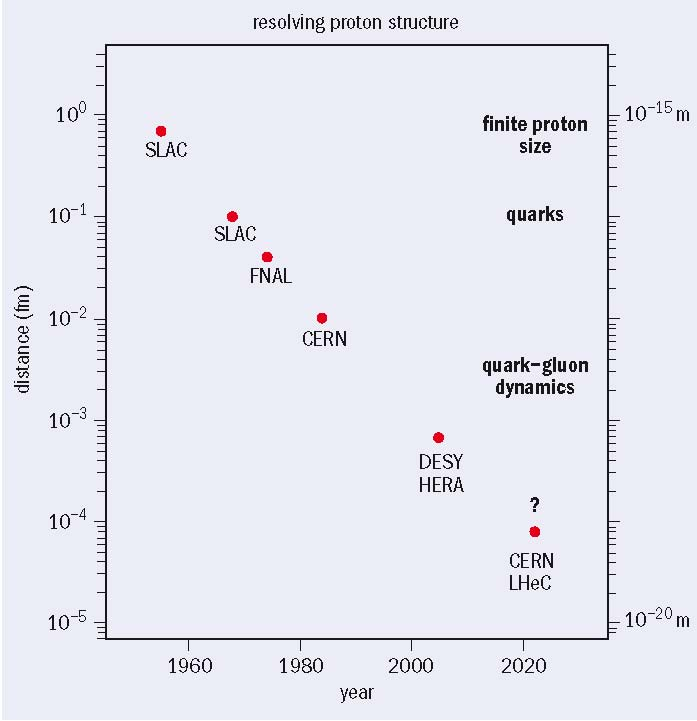 resolving proton structure
10⁰
10⁻¹⁵ m
finite proton
size
SLAC
10⁻¹
quarks
SLAC
FNAL
10⁻²
CERN
distance (fm)
quark–gluon
dynamics
10⁻³
DESY
HERA
?
10⁻⁴
CERN
LHeC
10⁻⁵
10⁻²⁰ m
1960 1980 2000 2020
year